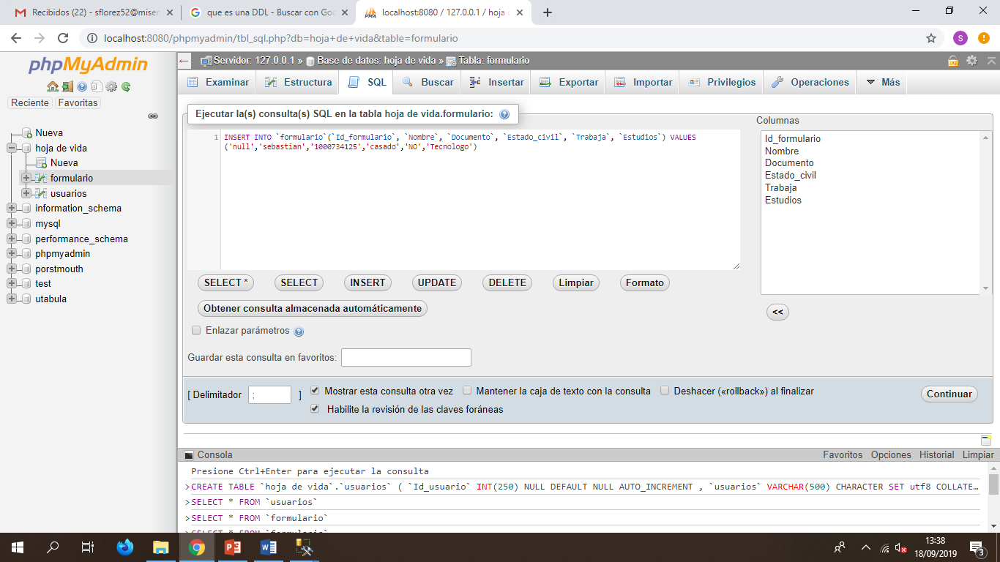 Recibidos (22) - sflorez52@miser
que es una DDL - Buscar con Goo
localhost:8080 / 127.0.0.1 / hoja
localhost:8080/phpmyadmin/tbl_sql.php?db=hoja+de+vida&table=formulario
S
phpMyAdmin
Reciente
Favoritas
Nueva
hoja de vida
Nueva
formulario
usuarios
information_schema
mysql
performance_schema
phpmyadmin
porstmouth
test
utabula
Servidor: 127.0.0.1 » Base de datos: hoja de vida » Tabla: formulario
Examinar Estructura SQL Buscar Insertar Exportar Importar Privilegios Operaciones Más
Ejecutar la(s) consulta(s) SQL en la tabla hoja de vida.formulario:
1 INSERT INTO `formulario`(`Id_formulario`, `Nombre`, `Documento`, `Estado_civil`, `Trabaja`, `Estudios`) VALUES
('null','sebastian','1000734125','casado','NO','Tecnologo')
Columnas
Id_formulario
Nombre
Documento
Estado_civil
Trabaja
Estudios
SELECT * SELECT INSERT UPDATE DELETE Limpiar Formato
Obtener consulta almacenada automáticamente
<<
Enlazar parámetros
Guardar esta consulta en favoritos:
[ Delimitador ; ] Mostrar esta consulta otra vez Mantener la caja de texto con la consulta Deshacer («rollback») al finalizar
Habilite la revisión de las claves foráneas
Continuar
Consola Favoritos Opciones Historial Limpiar
Presione Ctrl+Enter para ejecutar la consulta
>CREATE TABLE `hoja de vida`.`usuarios` ( `Id_usuario` INT(250) NULL DEFAULT NULL AUTO_INCREMENT , `usuarios` VARCHAR(500) CHARACTER SET utf8 COLLATE…
>SELECT * FROM `usuarios`
>SELECT * FROM `formulario`
>SELECT * FROM `formulario`
13:38
18/09/2019
3